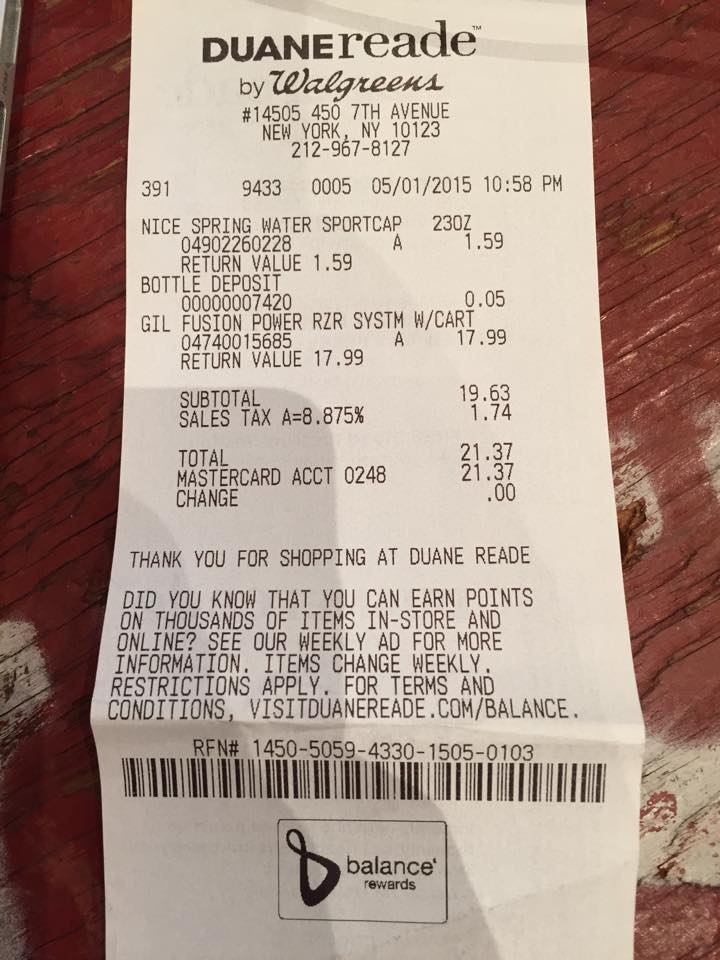 DUANEreade™
by Walgreens
#14505 450 7TH AVENUE
NEW YORK, NY 10123
212-967-8127
391 9433 0005 05/01/2015 10:58 PM
NICE SPRING WATER SPORTCAP 23OZ
04902260228 A 1.59
RETURN VALUE 1.59
BOTTLE DEPOSIT
00000007420 0.05
GIL FUSION POWER RZR SYSTM W/CART
04740015685 A 17.99
RETURN VALUE 17.99
SUBTOTAL 19.63
SALES TAX A=8.875% 1.74
TOTAL 21.37
MASTERCARD ACCT 0248 21.37
CHANGE .00
THANK YOU FOR SHOPPING AT DUANE READE
DID YOU KNOW THAT YOU CAN EARN POINTS
ON THOUSANDS OF ITEMS IN-STORE AND
ONLINE? SEE OUR WEEKLY AD FOR MORE
INFORMATION. ITEMS CHANGE WEEKLY.
RESTRICTIONS APPLY. FOR TERMS AND
CONDITIONS, VISITDUANEREADE.COM/BALANCE.
RFN# 1450-5059-4330-1505-0103
balance
rewards